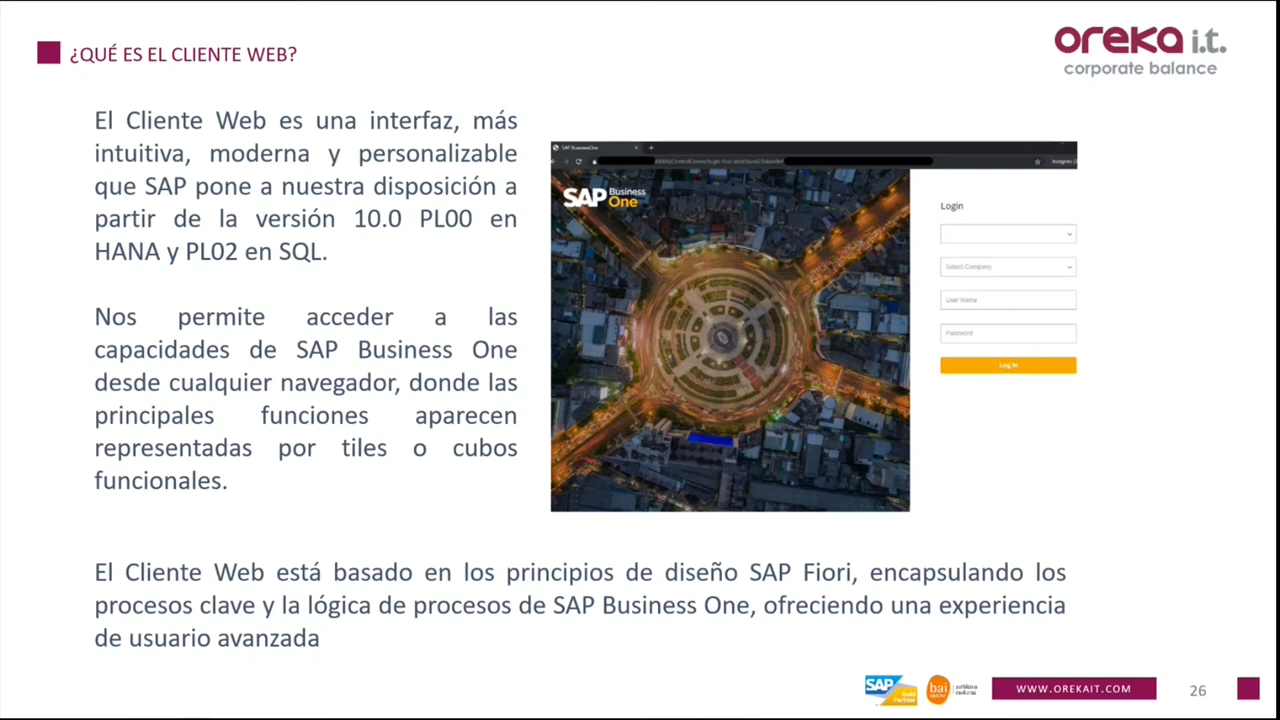 ¿QUÉ ES EL CLIENTE WEB?
oreka i.t.
corporate balance
El Cliente Web es una interfaz, más
intuitiva, moderna y personalizable
que SAP pone a nuestra disposición a
partir de la versión 10.0 PL00 en
HANA y PL02 en SQL.
Nos permite acceder a las
capacidades de SAP Business One
desde cualquier navegador, donde las
principales funciones aparecen
representadas por tiles o cubos
funcionales.
SAP BusinessOne
SAP Business
One
Login
Select Company
User Name
Password
Log In
El Cliente Web está basado en los principios de diseño SAP Fiori, encapsulando los
procesos clave y la lógica de procesos de SAP Business One, ofreciendo una experiencia
de usuario avanzada
SAP Gold
Partner
bai
WWW.OREKAIT.COM
26